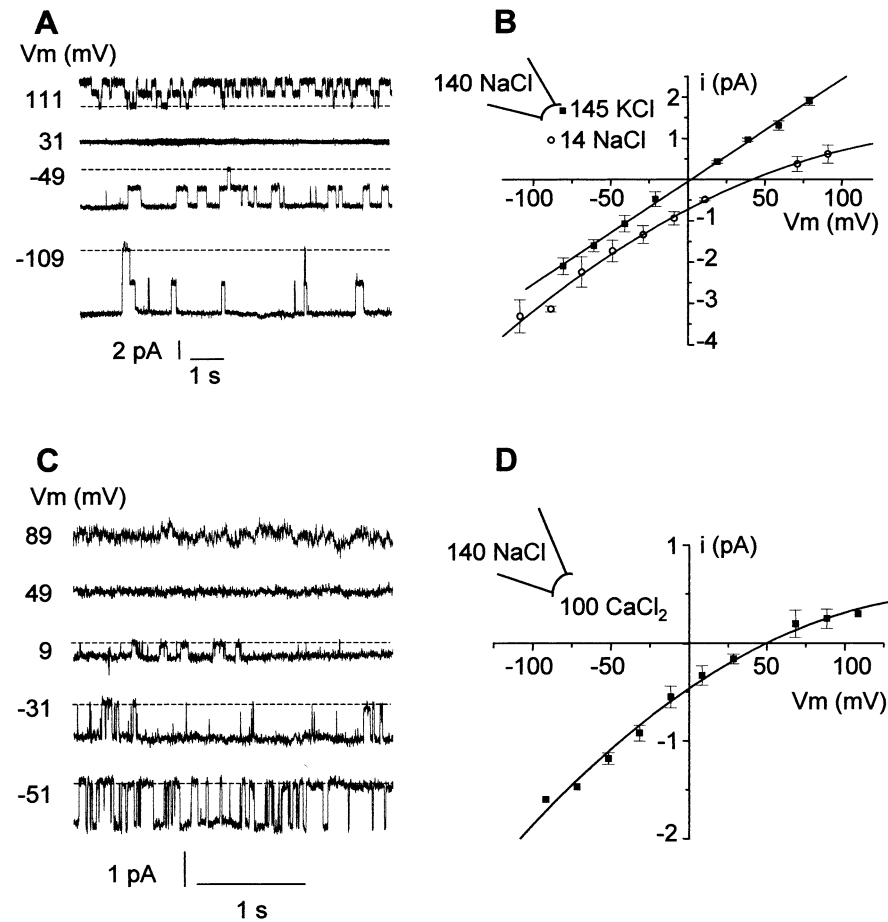 A
Vm (mV)
111
31
-49
-109
2 pA
1 s
B
140 NaCl
145 KCl
14 NaCl
i (pA)
2
1
-1
-2
-3
-4
-100
-50
50
100
Vm (mV)
C
Vm (mV)
89
49
9
-31
-51
1 pA
1 s
D
140 NaCl
100 CaCl₂
i (pA)
1
-1
-2
-100
-50
50
100
Vm (mV)